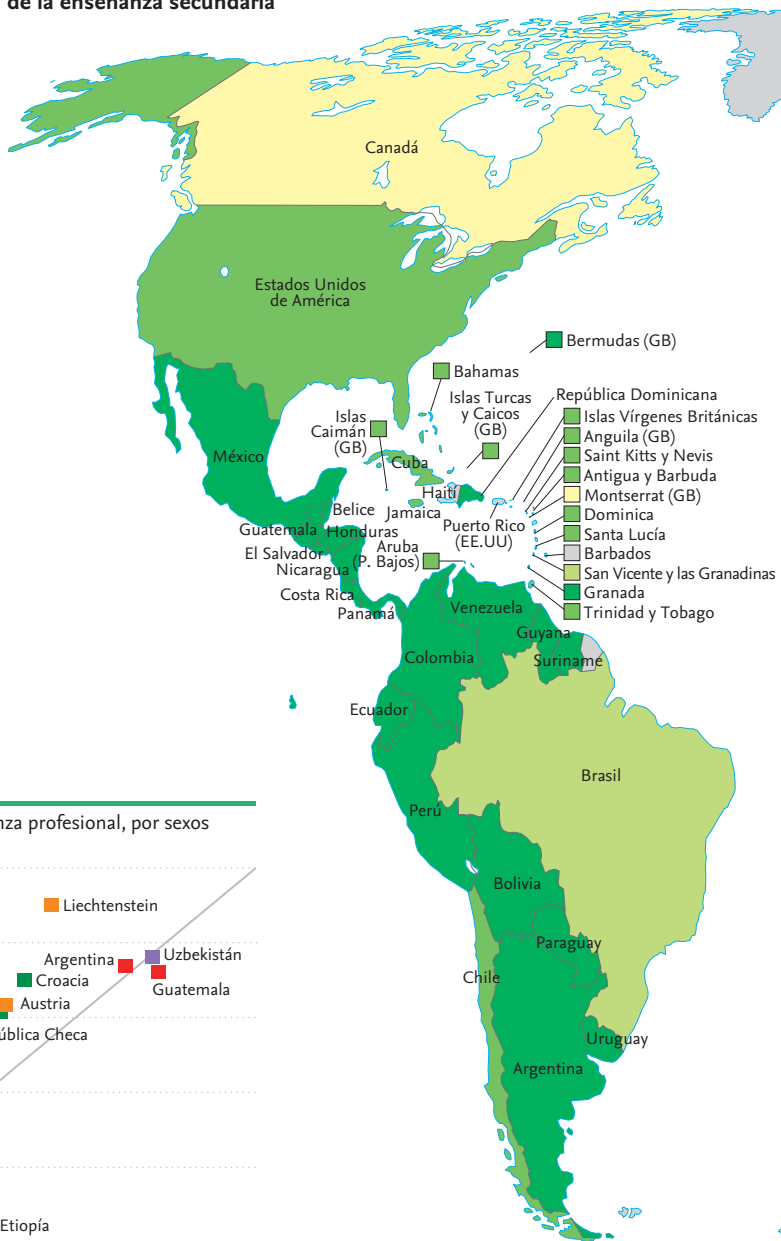 de la enseñanza secundaria
Canadá
Estados Unidos
de América
Bermudas (GB)
Bahamas
República Dominicana
Islas Turcas
y Caicos
(GB)
Islas
Caimán
(GB)
Islas Vírgenes Británicas
Anguila (GB)
Saint Kitts y Nevis
Antigua y Barbuda
Montserrat (GB)
Dominica
Santa Lucía
Barbados
San Vicente y las Granadinas
Granada
Trinidad y Tobago
México
Cuba
Haití
Jamaica
Puerto Rico
(EE.UU)
Belice
Guatemala
Honduras
El Salvador
Nicaragua
Aruba
(P. Bajos)
Costa Rica
Panamá
Venezuela
Guyana
Suriname
Colombia
Ecuador
Brasil
Perú
Bolivia
Paraguay
Chile
Uruguay
Argentina
nza profesional, por sexos
Liechtenstein
Argentina
Uzbekistán
Croacia
Guatemala
Austria
ública Checa
Etiopía